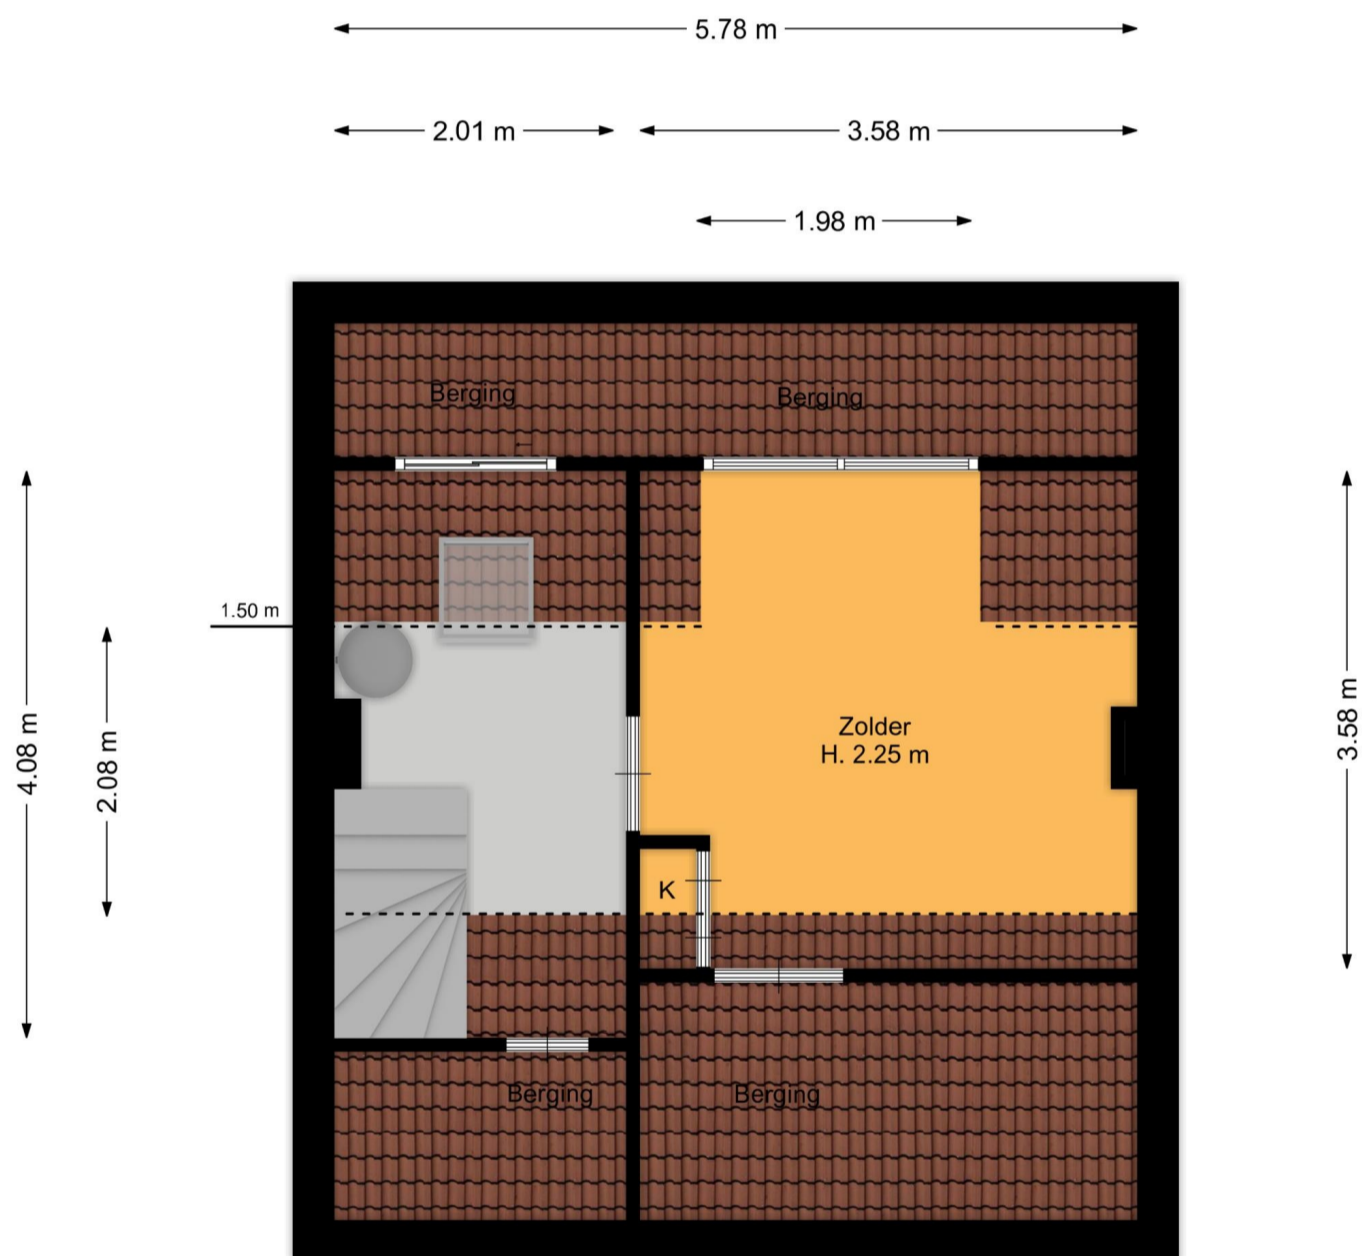 5.78 m
2.01 m
3.58 m
1.98 m
Berging
Berging
1.50 m
4.08 m
2.08 m
3.58 m
Zolder
H. 2.25 m
K
Berging
Berging